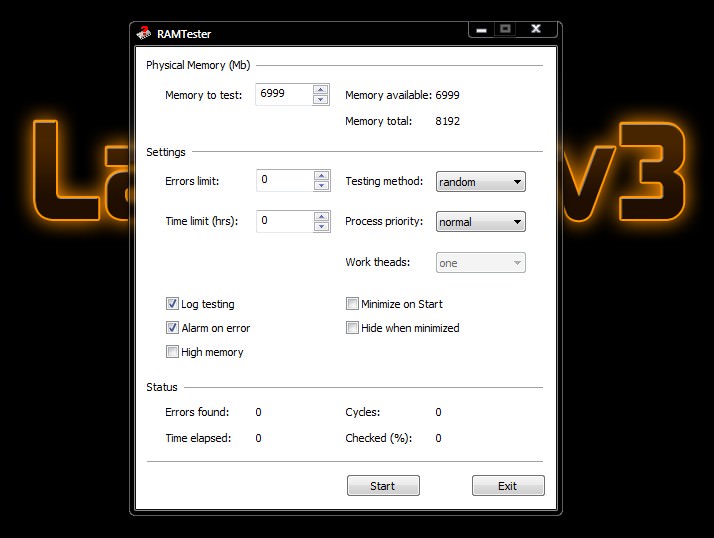 RAMTester
Physical Memory (Mb)
Memory to test: 6999 Memory available: 6999
Memory total: 8192
Settings
Errors limit: 0 Testing method: random
Time limit (hrs): 0 Process priority: normal
Work theads: one
Log testing Minimize on Start
Alarm on error Hide when minimized
High memory
Status
Errors found: 0 Cycles: 0
Time elapsed: 0 Checked (%): 0
Start Exit
v3